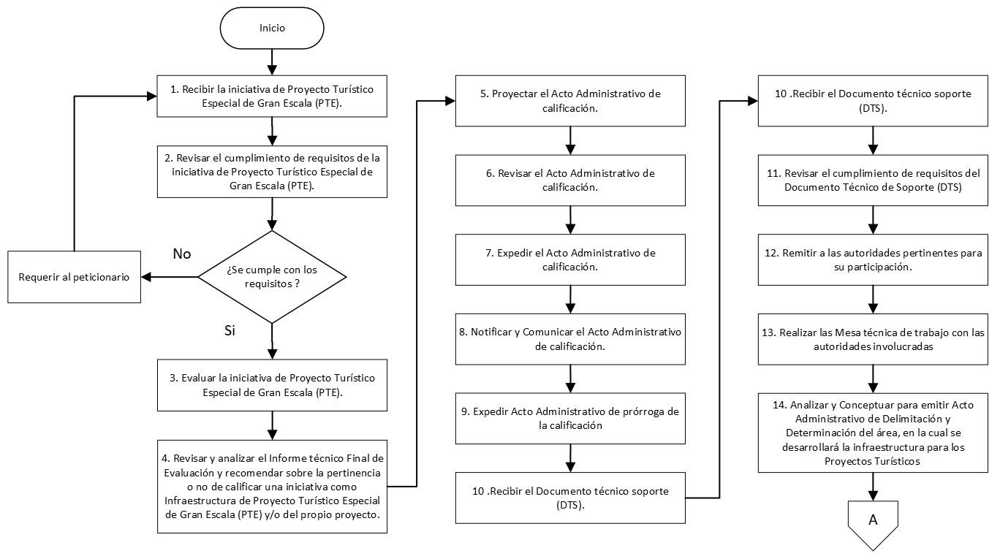 Inicio
1. Recibir la iniciativa de Proyecto Turístico
Especial de Gran Escala (PTE).
2. Revisar el cumplimiento de requisitos de la
iniciativa de Proyecto Turístico Especial de
Gran Escala (PTE).
No
Requerir al peticionario
¿Se cumple con los
requisitos ?
Si
3. Evaluar la iniciativa de Proyecto Turístico
Especial de Gran Escala (PTE).
4. Revisar y analizar el Informe técnico Final de
Evaluación y recomendar sobre la pertinencia
o no de calificar una iniciativa como
Infraestructura de Proyecto Turístico Especial
de Gran Escala (PTE) y/o del propio proyecto.
5. Proyectar el Acto Administrativo de
calificación.
6. Revisar el Acto Administrativo de
calificación.
7. Expedir el Acto Administrativo de
calificación.
8. Notificar y Comunicar el Acto Administrativo
de calificación.
9. Expedir Acto Administrativo de prórroga de
la calificación
10 .Recibir el Documento técnico soporte
(DTS).
10 .Recibir el Documento técnico soporte
(DTS).
11. Revisar el cumplimiento de requisitos del
Documento Técnico de Soporte (DTS)
12. Remitir a las autoridades pertinentes para
su participación.
13. Realizar las Mesa técnica de trabajo con las
autoridades involucradas
14. Analizar y Conceptuar para emitir Acto
Administrativo de Delimitación y
Determinación del área, en la cual se
desarrollará la infraestructura para los
Proyectos Turísticos
A